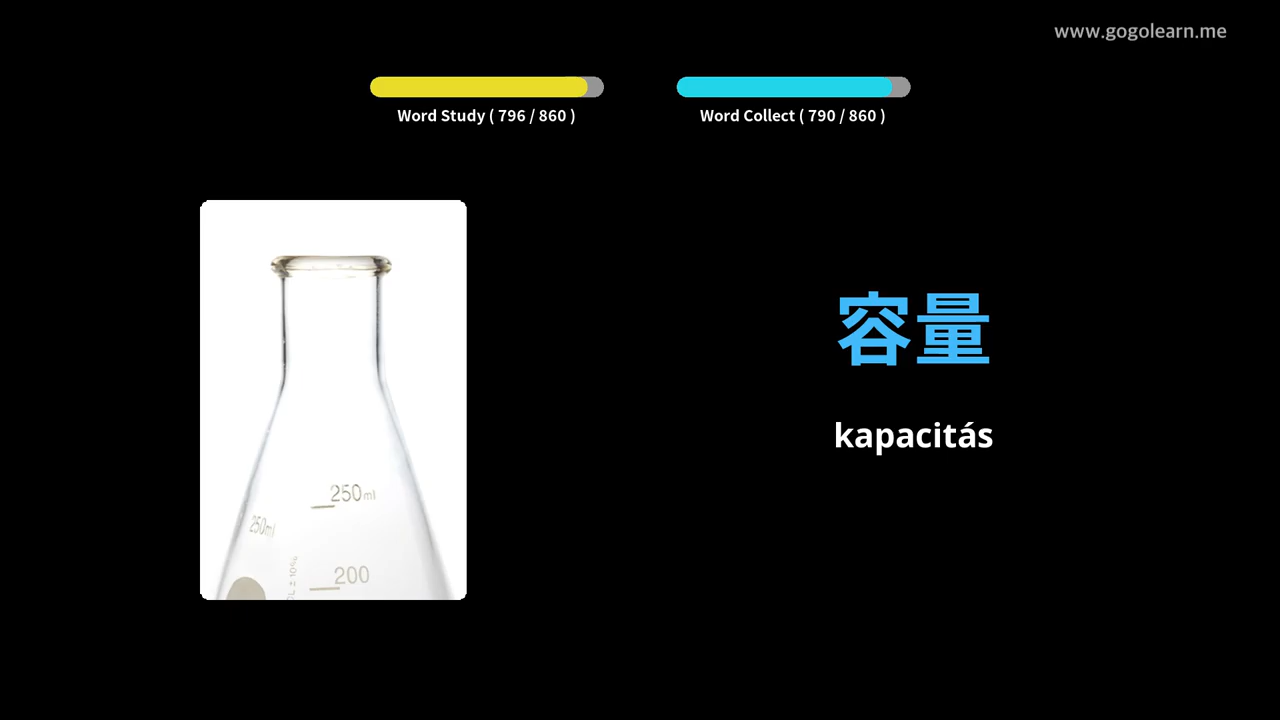 www.gogolearn.me
Word Study ( 796 / 860 )
Word Collect ( 790 / 860 )
容量
kapacitás
250ml
250ml
200